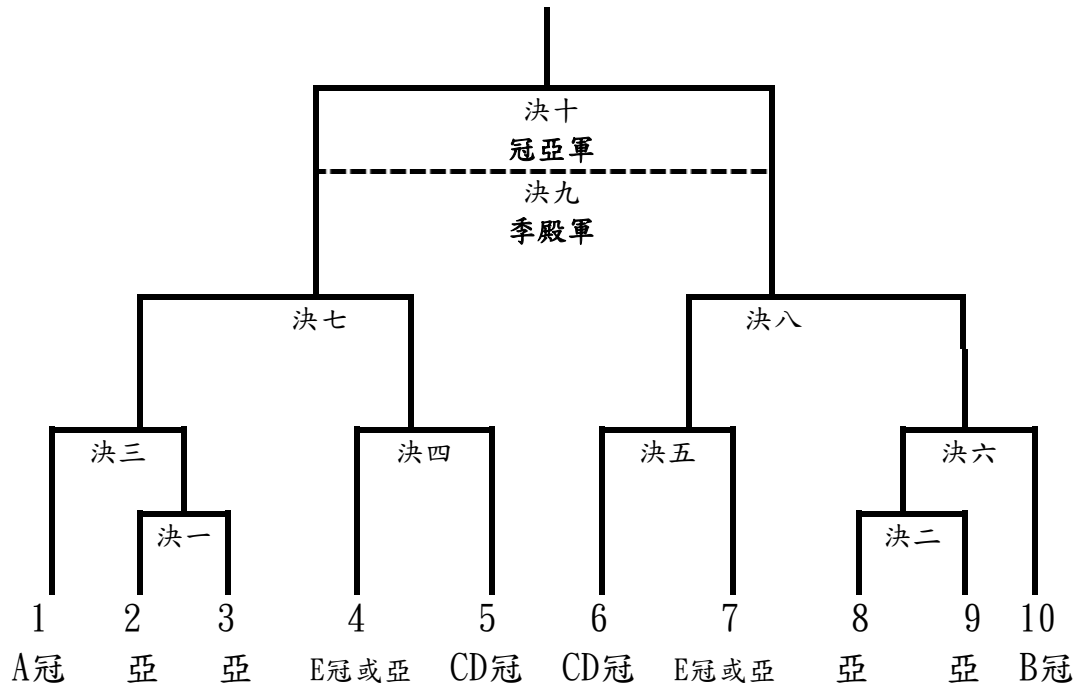 決十
冠亞軍
決九
季殿軍
決七 決八
決三 決四 決五 決六
決一 決二
1 2 3 4 5 6 7 8 9 10
A冠 亞 亞 E冠或亞 CD冠 CD冠 E冠或亞 亞 亞 B冠